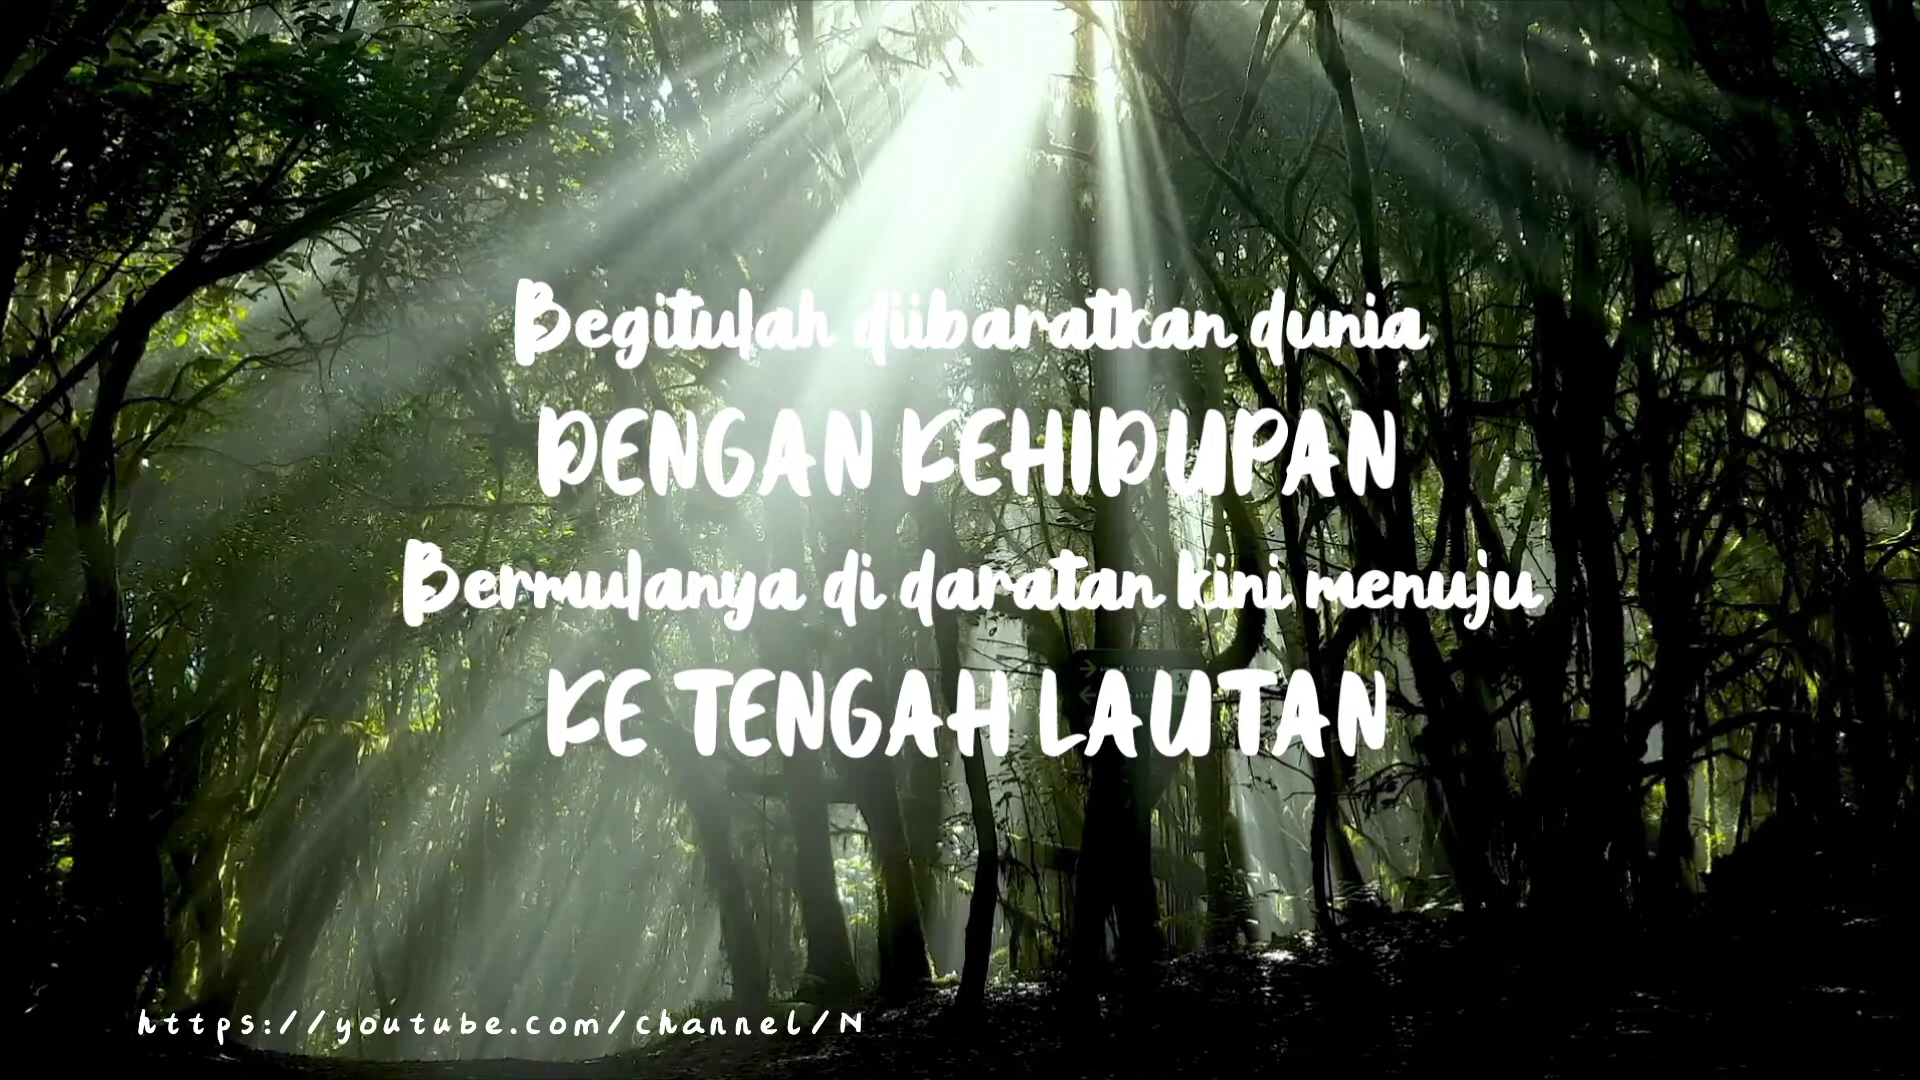 Begitulah diibaratkan dunia
DENGAN KEHIDUPAN
Bermulanya di daratan kini menuju
KE TENGAH LAUTAN
https://youtube.com/channel/N